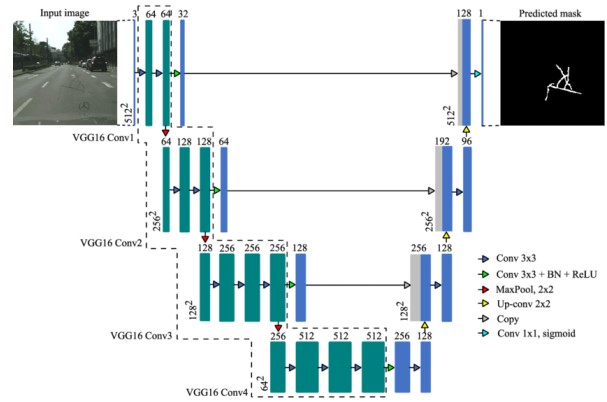 Input image
Predicted mask
3 64 64 32
128 1
512²
512²
VGG16 Conv1
64 128 128 64
192 96
256²
256²
VGG16 Conv2
128 256 256 256 128
256 128
128²
128²
VGG16 Conv3
256 512 512 512 256 128
64²
VGG16 Conv4
Conv 3x3
Conv 3x3 + BN + ReLU
MaxPool, 2x2
Up-conv 2x2
Copy
Conv 1x1, sigmoid